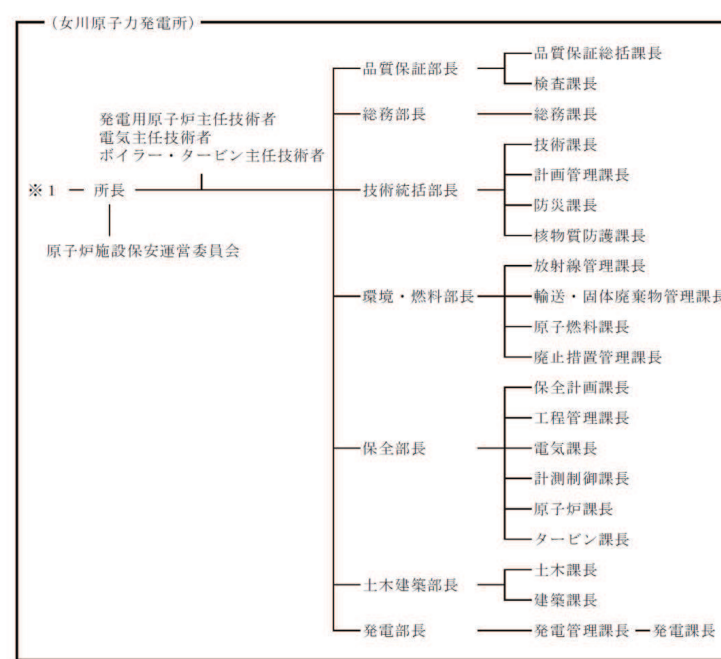 （女川原子力発電所）
品質保証部長
品質保証総括課長
検査課長
総務部長
総務課長
発電用原子炉主任技術者
電気主任技術者
ボイラー・タービン主任技術者
※1
所長
原子炉施設保安運営委員会
技術統括部長
技術課長
計画管理課長
防災課長
核物質防護課長
環境・燃料部長
放射線管理課長
輸送・固体廃棄物管理課長
原子燃料課長
廃止措置管理課長
保全部長
保全計画課長
工程管理課長
電気課長
計測制御課長
原子炉課長
タービン課長
土木建築部長
土木課長
建築課長
発電部長
発電管理課長
発電課長